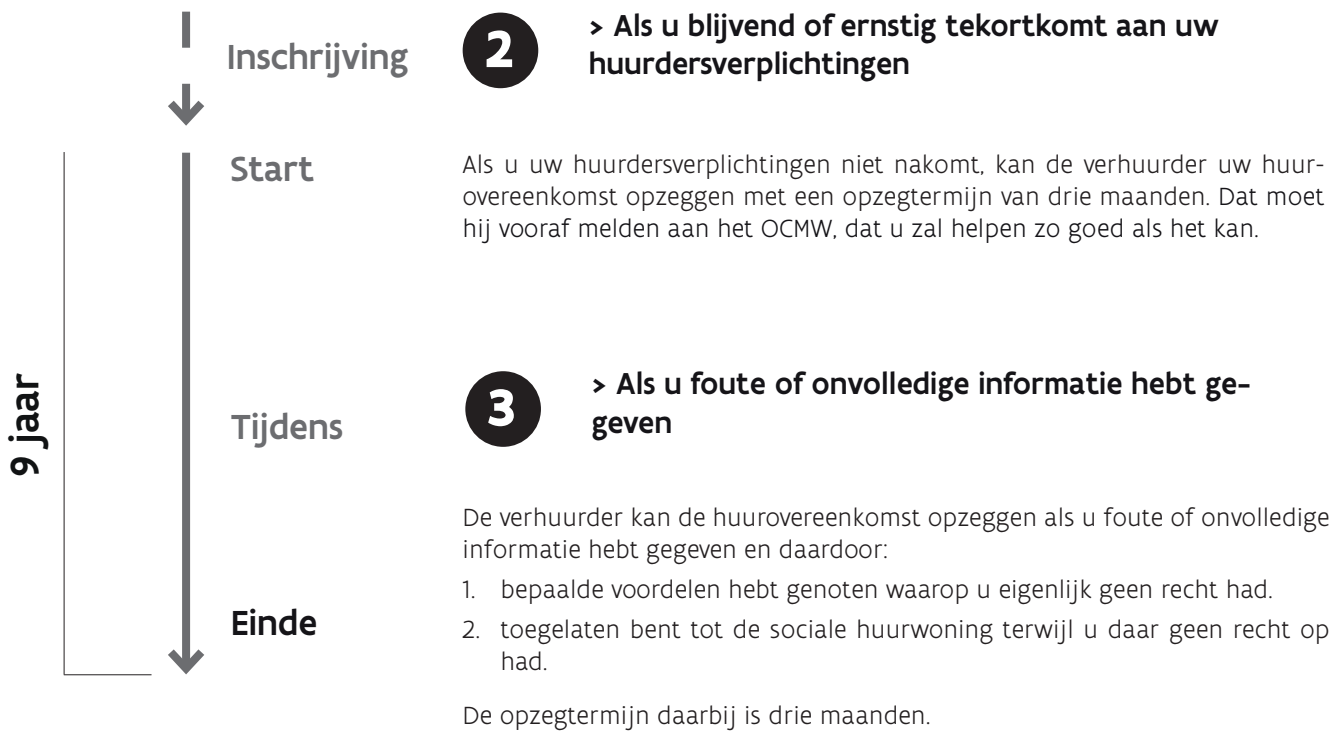 Inschrijving
2
> Als u blijvend of ernstig tekortkomt aan uw
huurdersverplichtingen
Start
Als u uw huurdersverplichtingen niet nakomt, kan de verhuurder uw huur-
overeenkomst opzeggen met een opzegtermijn van drie maanden. Dat moet
hij vooraf melden aan het OCMW, dat u zal helpen zo goed als het kan.
9 jaar
Tijdens
3
> Als u foute of onvolledige informatie hebt ge-
geven
De verhuurder kan de huurovereenkomst opzeggen als u foute of onvolledige
informatie hebt gegeven en daardoor:
1. bepaalde voordelen hebt genoten waarop u eigenlijk geen recht had.
Einde
2. toegelaten bent tot de sociale huurwoning terwijl u daar geen recht op
had.
De opzegtermijn daarbij is drie maanden.